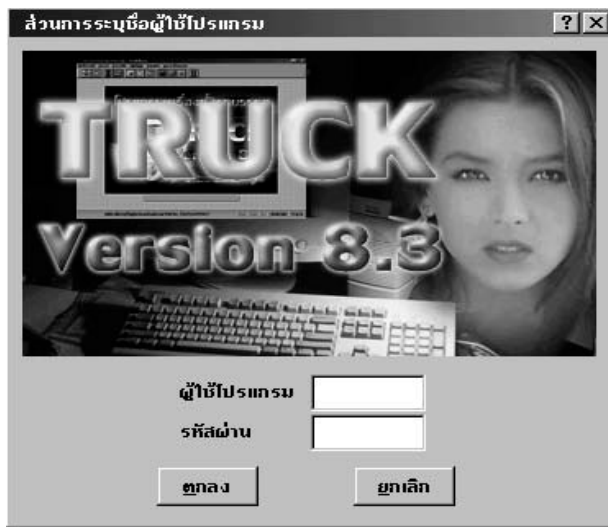 ส่วนการระบุชื่อผู้ใช้โปรแกรม
TRUCK
Version 8.3
ผู้ใช้โปรแกรม
รหัสผ่าน
ตกลง
ยกเลิก